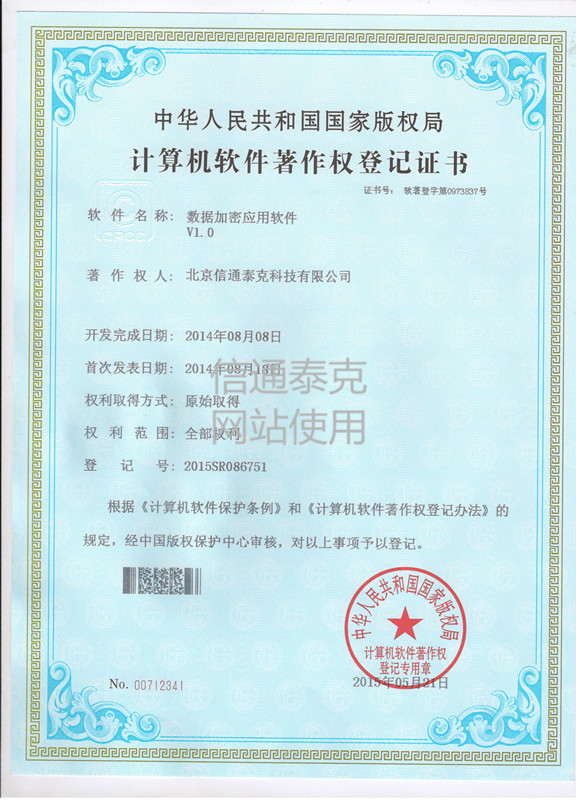 中华人民共和国国家版权局
计算机软件著作权登记证书
证书号: 软著登字第0973837号
软件名称: 数据加密应用软件
V1.0
著作权人: 北京信通泰克科技有限公司
开发完成日期: 2014年08月08日
首次发表日期: 2014年08月18日
权利取得方式: 原始取得
权利范围: 全部权利
登记号: 2015SR086751
信通泰克
网站使用
根据《计算机软件保护条例》和《计算机软件著作权登记办法》的
规定，经中国版权保护中心审核，对以上事项予以登记。
中华人民共和国国家版权局
计算机软件著作权
登记专用章
2015年05月21日
No. 00712341